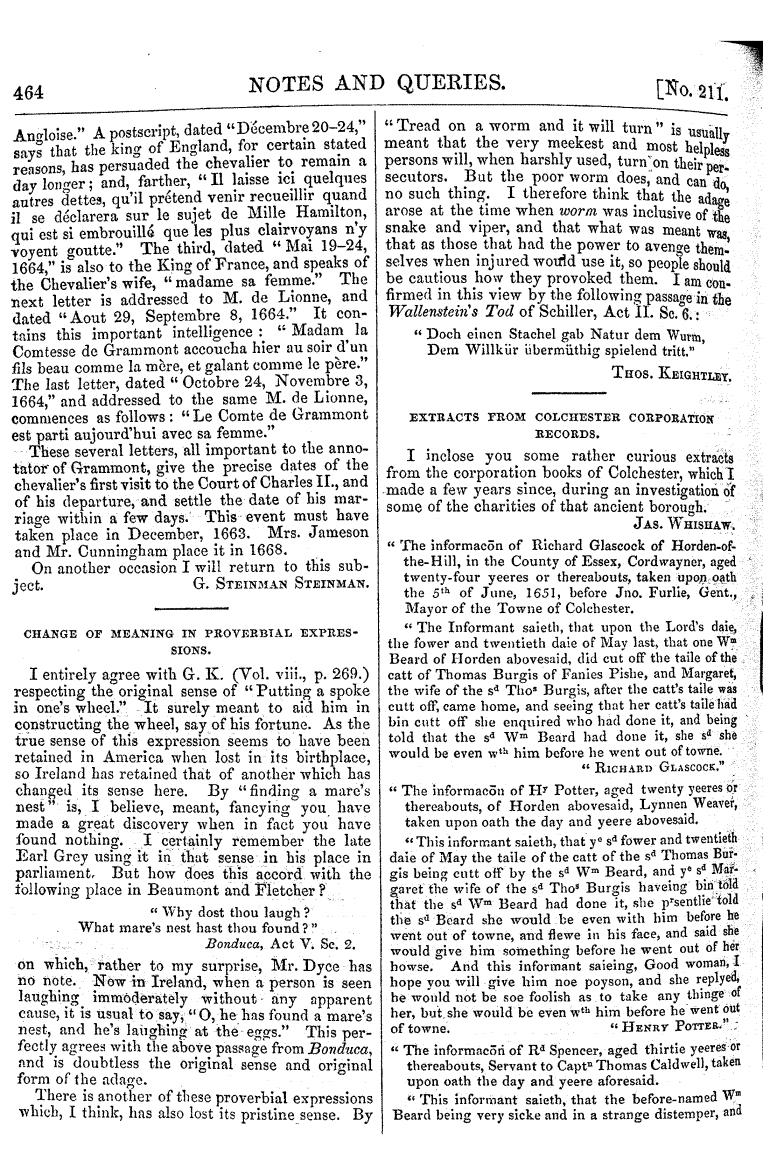 464
NOTES AND QUERIES.
[No. 211.
Angloise." A postscript, dated "Décembre 20–24,"
says that the king of England, for certain stated
reasons, has persuaded the chevalier to remain a
day longer; and, farther, "Il laisse ici quelques
autres dettes, qu'il prétend venir recueillir quand
il se déclarera sur le sujet de Mille Hamilton,
qui est si embrouillé que les plus clairvoyans n'y
voyent goutte." The third, dated "Mai 19–24,
1664," is also to the King of France, and speaks of
the Chevalier's wife, "madame sa femme." The
next letter is addressed to M. de Lionne, and
dated "Aout 29, Septembre 8, 1664." It con-
tains this important intelligence: "Madam la
Comtesse de Grammont accoucha hier au soir d'un
fils beau comme la mère, et galant comme le père."
The last letter, dated "Octobre 24, Novembre 3,
1664," and addressed to the same M. de Lionne,
commences as follows: "Le Comte de Grammont
est parti aujourd'hui avec sa femme."
These several letters, all important to the anno-
tator of Grammont, give the precise dates of the
chevalier's first visit to the Court of Charles II., and
of his departure, and settle the date of his mar-
riage within a few days. This event must have
taken place in December, 1663. Mrs. Jameson
and Mr. Cunningham place it in 1668.
On another occasion I will return to this sub-
ject. G. STEINMAN STEINMAN.
CHANGE OF MEANING IN PROVERBIAL EXPRES-
SIONS.
I entirely agree with G. K. (Vol. viii., p. 269.)
respecting the original sense of "Putting a spoke
in one's wheel." It surely meant to aid him in
constructing the wheel, say of his fortune. As the
true sense of this expression seems to have been
retained in America when lost in its birthplace,
so Ireland has retained that of another which has
changed its sense here. By "finding a mare's
nest" is, I believe, meant, fancying you have
made a great discovery when in fact you have
found nothing. I certainly remember the late
Earl Grey using it in that sense in his place in
parliament. But how does this accord with the
following place in Beaumont and Fletcher?
"Why dost thou laugh?
What mare's nest hast thou found?"
Bonduca, Act V. Sc. 2.
on which, rather to my surprise, Mr. Dyce has
no note. Now in Ireland, when a person is seen
laughing immoderately without any apparent
cause, it is usual to say, "O, he has found a mare's
nest, and he's laughing at the eggs." This per-
fectly agrees with the above passage from Bonduca,
and is doubtless the original sense and original
form of the adage.
There is another of these proverbial expressions
which, I think, has also lost its pristine sense. By
"Tread on a worm and it will turn" is usually
meant that the very meekest and most helpless
persons will, when harshly used, turn on their per-
secutors. But the poor worm does, and can do,
no such thing. I therefore think that the adage
arose at the time when worm was inclusive of the
snake and viper, and that what was meant was,
that as those that had the power to avenge them-
selves when injured would use it, so people should
be cautious how they provoked them. I am con-
firmed in this view by the following passage in the
Wallenstein's Tod of Schiller, Act II. Sc. 6.:
"Doch einen Stachel gab Natur dem Wurm,
Dem Willkür übermüthig spielend tritt."
THOS. KEIGHTLEY.
EXTRACTS FROM COLCHESTER CORPORATION
RECORDS.
I inclose you some rather curious extracts
from the corporation books of Colchester, which I
made a few years since, during an investigation of
some of the charities of that ancient borough.
JAS. WHISHAW.
"The informacōn of Richard Glascock of Horden-of-
the-Hill, in the County of Essex, Cordwayner, aged
twenty-four yeeres or thereabouts, taken upon oath
the 5th of June, 1651, before Jno. Furlie, Gent.,
Mayor of the Towne of Colchester.
"The Informant saieth, that upon the Lord's daie,
the fower and twentieth daie of May last, that one Wm
Beard of Horden abovesaid, did cut off the taile of the
catt of Thomas Burgis of Fanies Pishe, and Margaret,
the wife of the sd Thos Burgis, after the catt's taile was
cutt off, came home, and seeing that her catt's taile had
bin cutt off she enquired who had done it, and being
told that the sd Wm Beard had done it, she sd she
would be even wth him before he went out of towne.
"RICHARD GLASCOCK."
"The informacōn of Hy Potter, aged twenty yeeres or
thereabouts, of Horden abovesaid, Lynnen Weaver,
taken upon oath the day and yeere abovesaid.
"This informant saieth, that ye sd fower and twentieth
daie of May the taile of the catt of the sd Thomas Bur-
gis being cutt off by the sd Wm Beard, and ye sd Mar-
garet the wife of the sd Thos Burgis haveing bin told
that the sd Wm Beard had done it, she prsentlie told
the sd Beard she would be even with him before he
went out of towne, and flewe in his face, and said she
would give him something before he went out of her
howse. And this informant saieing, Good woman, I
hope you will give him noe poyson, and she replyed,
he would not be soe foolish as to take any thinge of
her, but she would be even wth him before he went out
of towne. "HENRY POTTER."
"The informacōn of Rd Spencer, aged thirtie yeeres or
thereabouts, Servant to Captn Thomas Caldwell, taken
upon oath the day and yeere aforesaid.
"This informant saieth, that the before-named Wm
Beard being very sicke and in a strange distemper, and